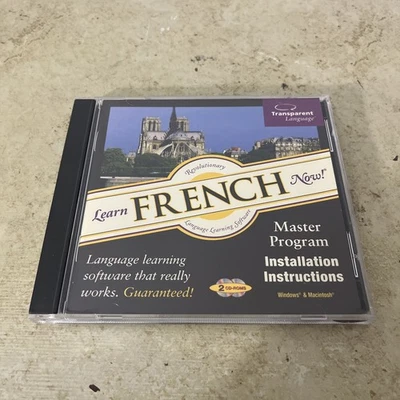 Transparent
Language®
Revolutionary
Learn FRENCH Now!
Language Learning Software
Master
Program
Installation
Instructions
Windows® & Macintosh®
Language learning
software that really
works. Guaranteed!
2 CD-ROMS